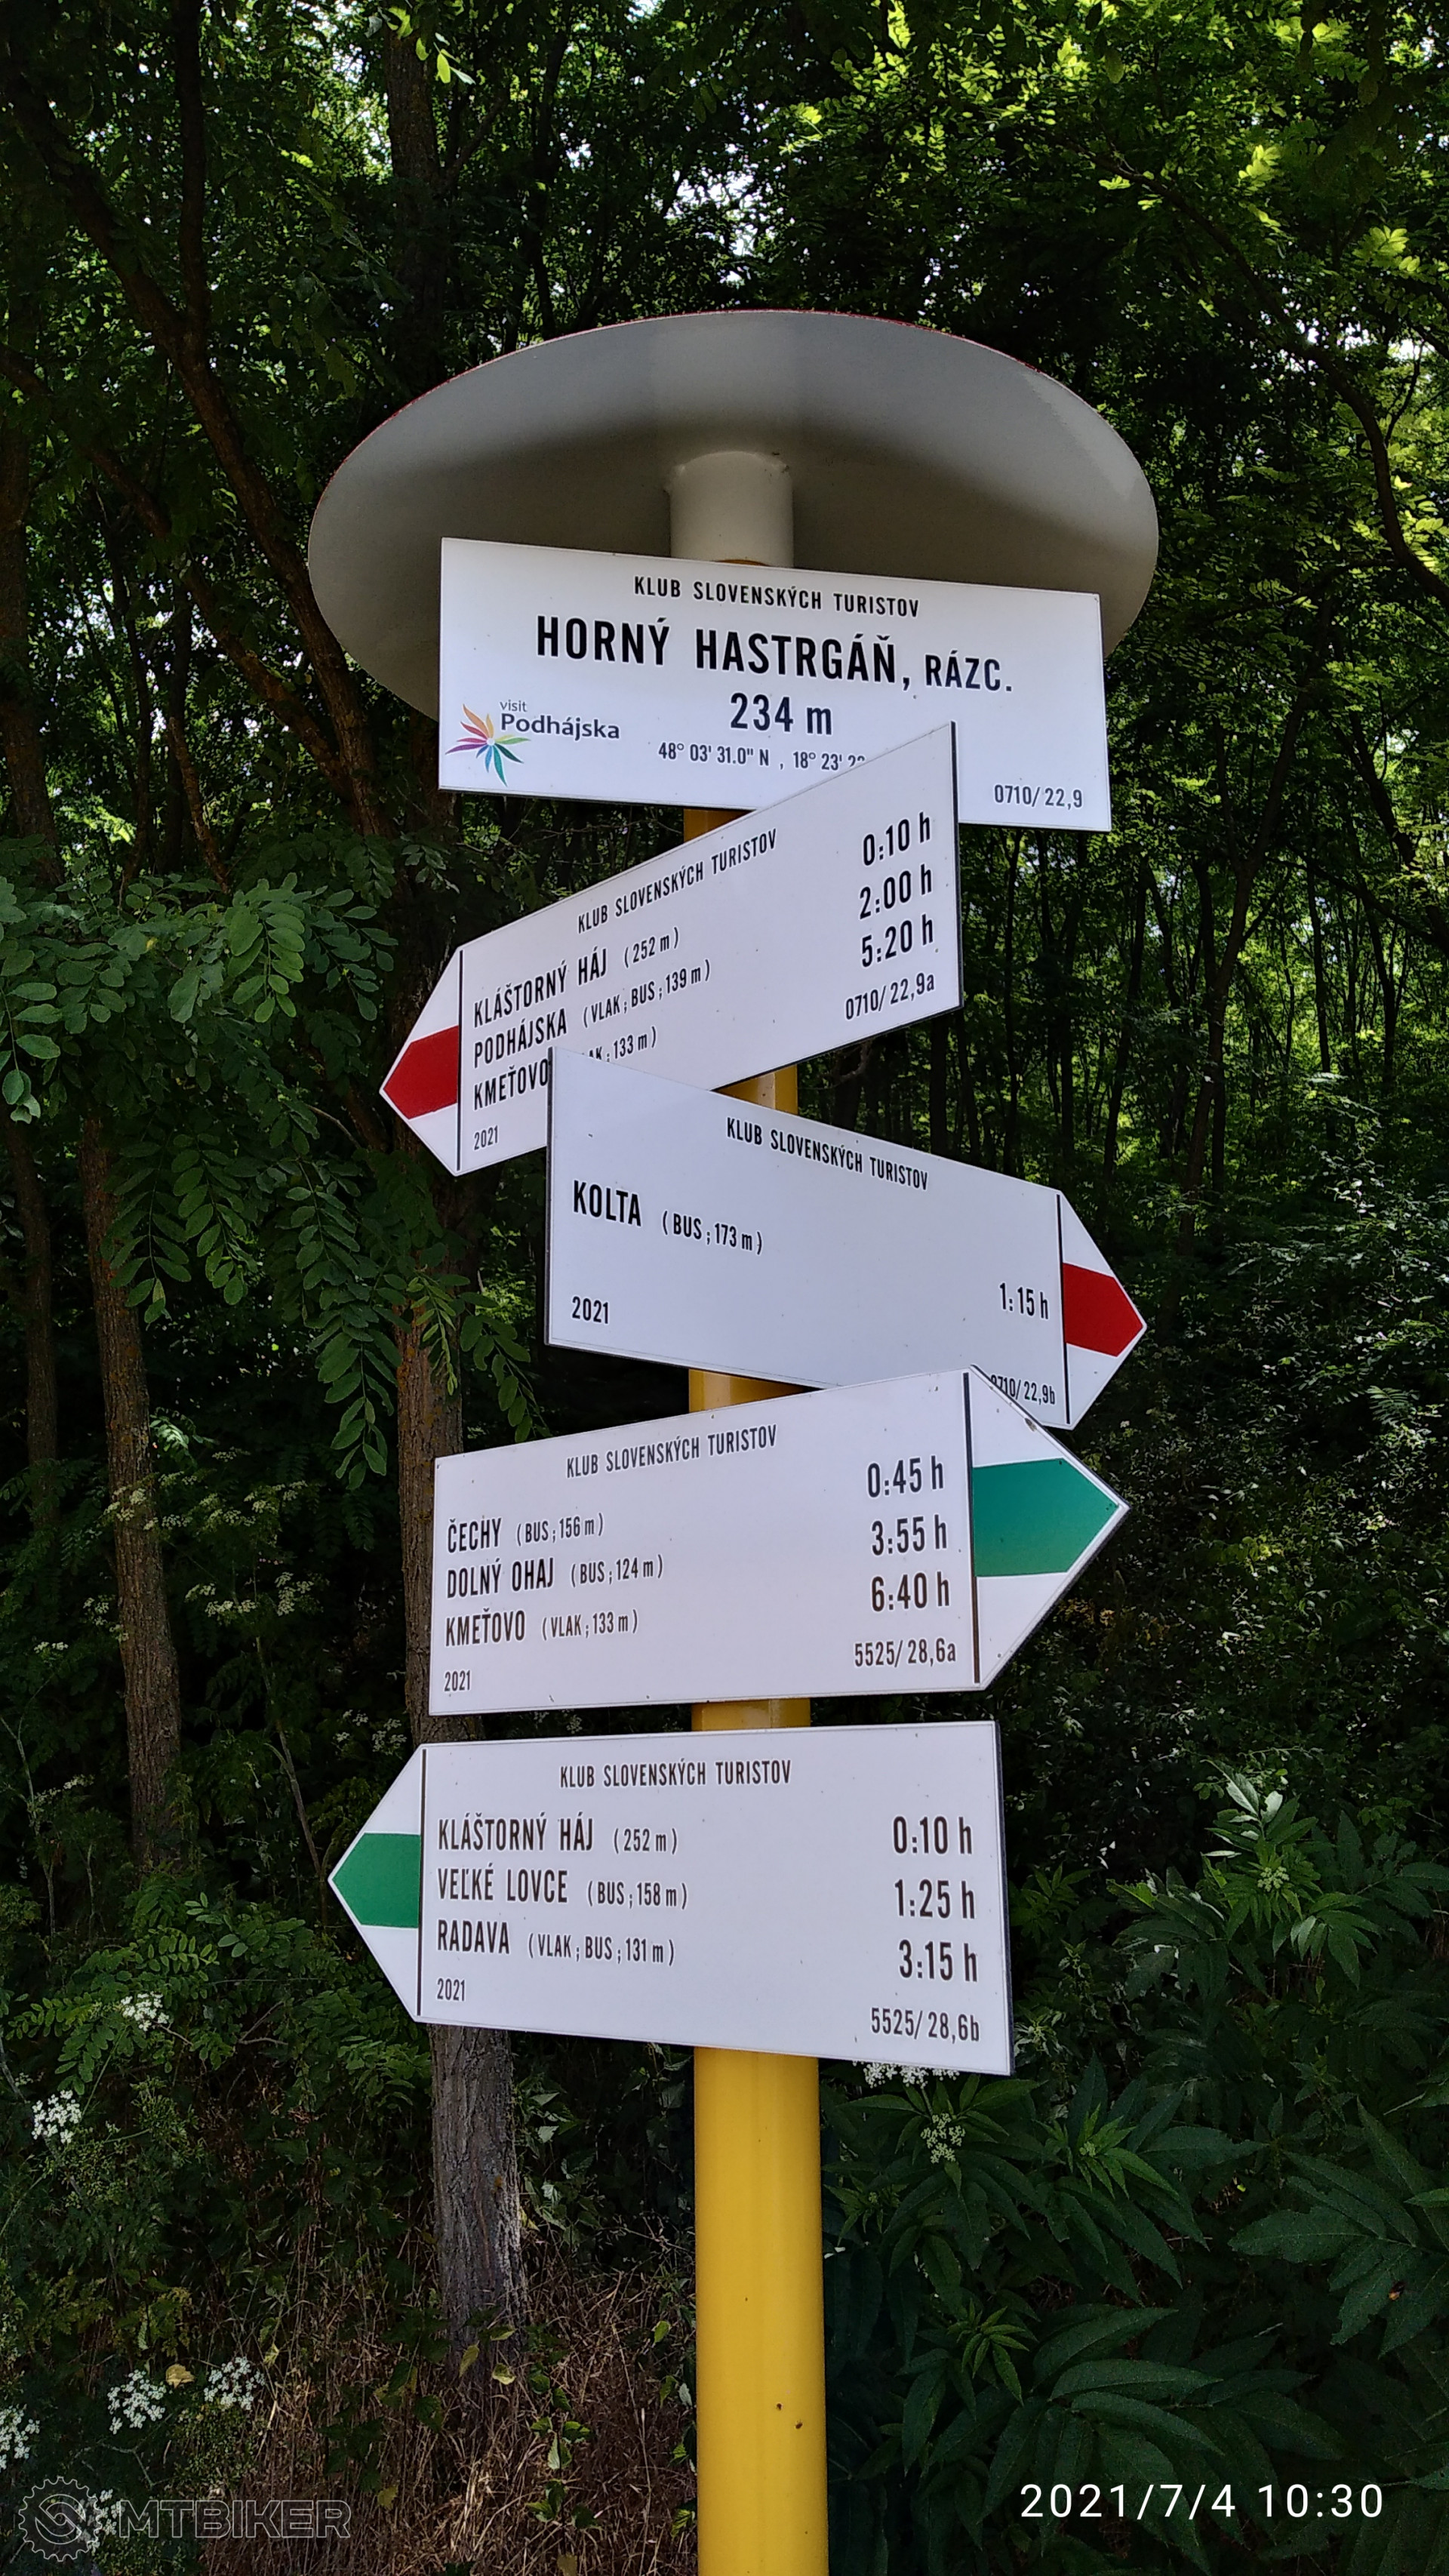 KLUB SLOVENSKÝCH TURISTOV
HORNÝ HASTRGÁŇ, RÁZC.
234 m
visit
Podhájska
48° 03' 31.0" N , 18° 23'
0710/22,9
KLUB SLOVENSKÝCH TURISTOV
KLÁŠTORNÝ HÁJ (252 m) 0:10 h
PODHÁJSKA (VLAK; BUS; 139 m) 2:00 h
KMEŤOVO 133 m) 5:20 h
2021 0710/22,9a
KLUB SLOVENSKÝCH TURISTOV
KOLTA (BUS; 173 m)
1:15 h
2021
0710/22,9b
KLUB SLOVENSKÝCH TURISTOV
ČECHY (BUS; 156 m) 0:45 h
DOLNÝ OHAJ (BUS; 124 m) 3:55 h
KMEŤOVO (VLAK; 133 m) 6:40 h
2021 5525/28,6a
KLUB SLOVENSKÝCH TURISTOV
KLÁŠTORNÝ HÁJ (252 m) 0:10 h
VEĽKÉ LOVCE (BUS; 158 m) 1:25 h
RADAVA (VLAK; BUS; 131 m) 3:15 h
2021 5525/28,6b
MTBIKER
2021/7/4 10:30